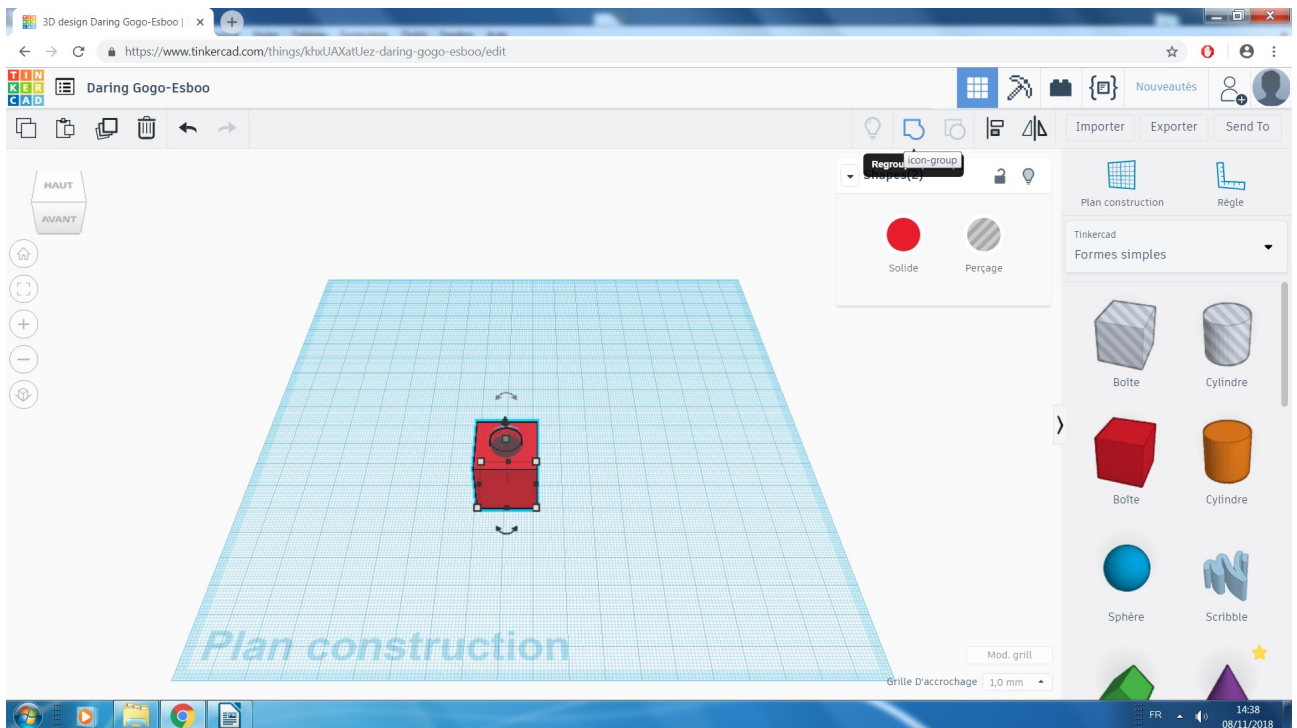 3D design Daring Gogo-Esboo |
https://www.tinkercad.com/things/khxUAXatUez-daring-gogo-esboo/edit
TIN
KER
CAD
Daring Gogo-Esboo
Nouveautés
Importer
Exporter
Send To
Regrou
icon-group
Shapes(2)
HAUT
AVANT
Solide
Perçage
Plan construction
Règle
Tinkercad
Formes simples
Boîte
Cylindre
Boîte
Cylindre
Sphère
Scribble
Plan construction
Mod. grill
Grille D'accrochage
1,0 mm
FR
14:38
08/11/2018